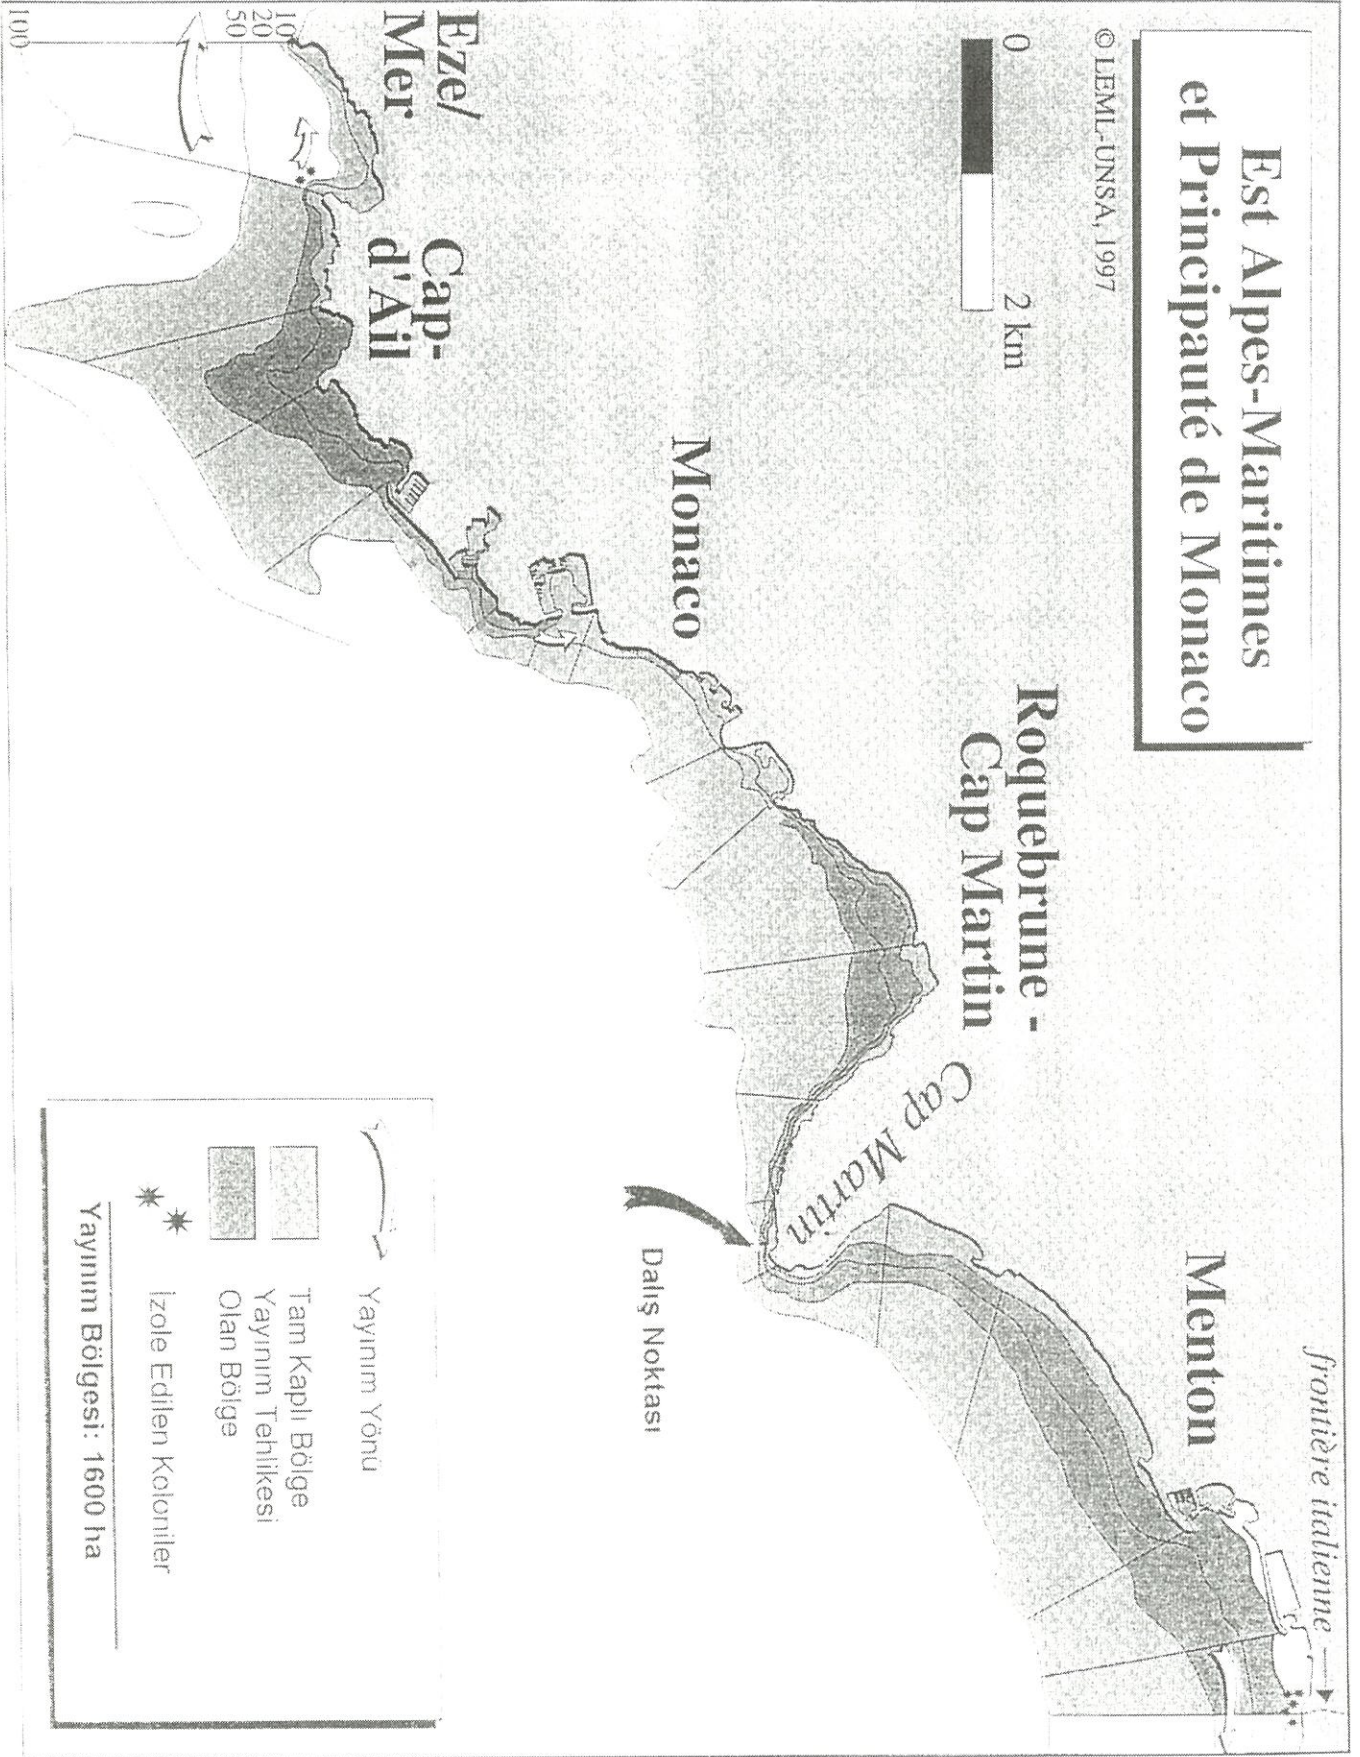 Est Alpes-Maritimes
et Principauté de Monaco
© LEML-UNSA, 1997
0
2 km
frontière italienne
Menton
Roquebrune -
Cap Martin
Cap Martin
Monaco
Cap-
d'Ail
Eze/
Mer
10
20
50
100
Dalış Noktası
Yayınım Yönü
Tam Kaplı Bölge
Yayınım Tehlikesi
Olan Bölge
İzole Edilen Koloniler
Yayınım Bölgesi: 1600 ha